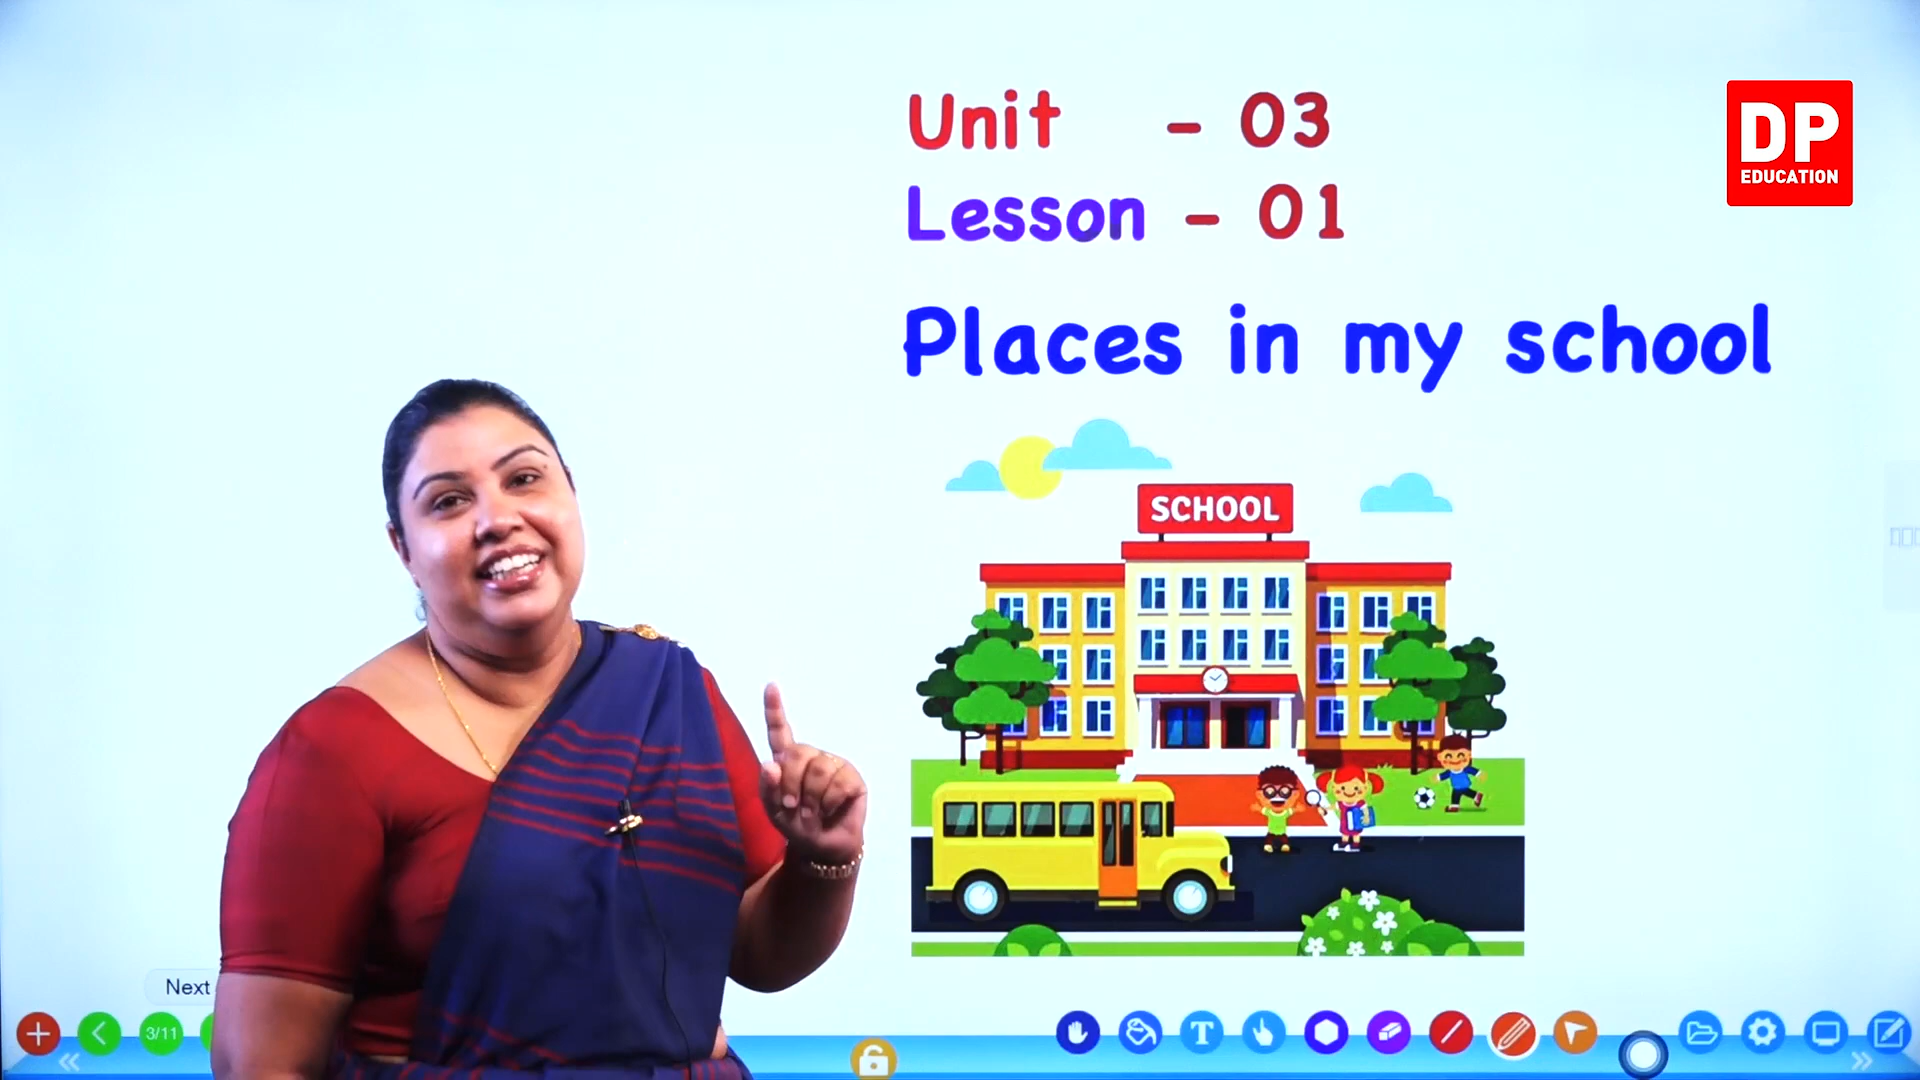 Unit - 03
Lesson - 01
DP
EDUCATION
Places in my school
SCHOOL
Next
3/11
T